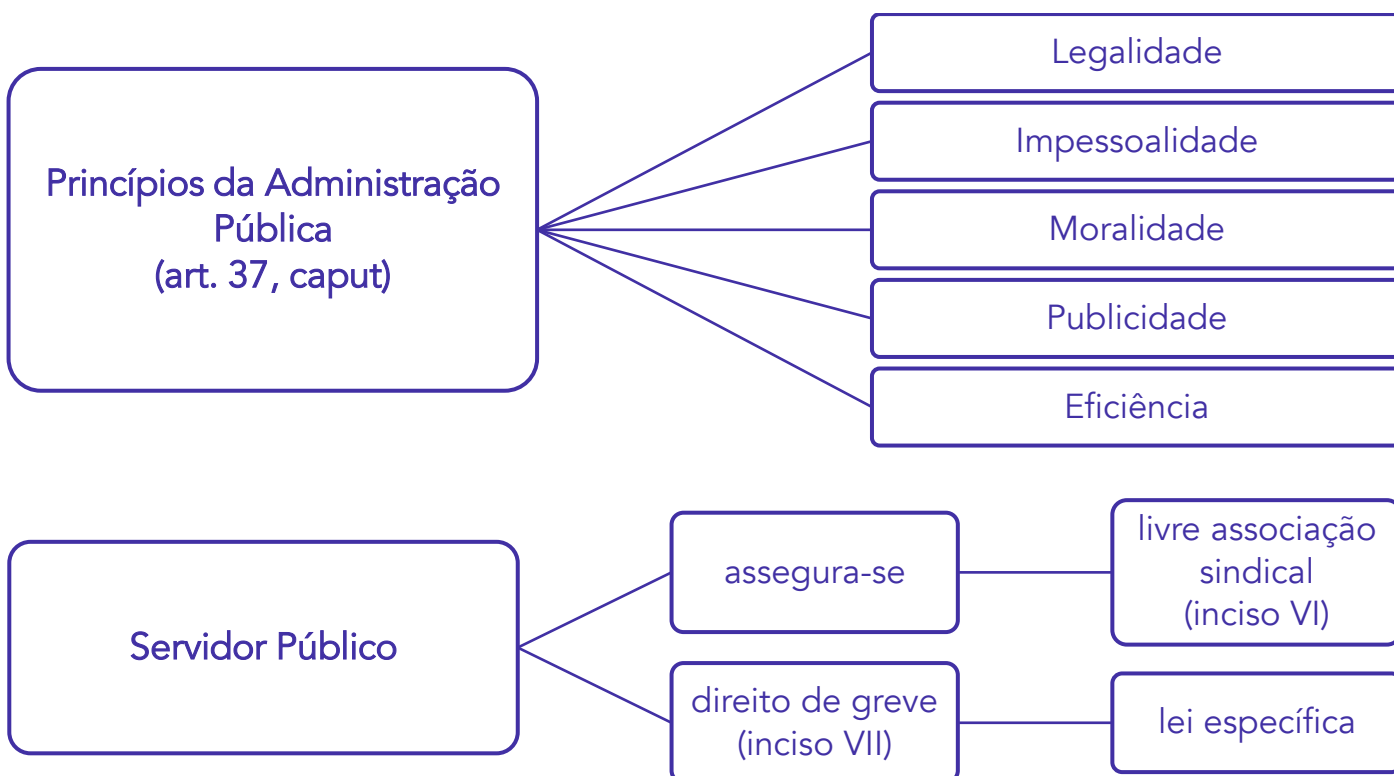 Princípios da Administração
Pública
(art. 37, caput)
Legalidade
Impessoalidade
Moralidade
Publicidade
Eficiência
Servidor Público
assegura-se
livre associação
sindical
(inciso VI)
direito de greve
(inciso VII)
lei específica